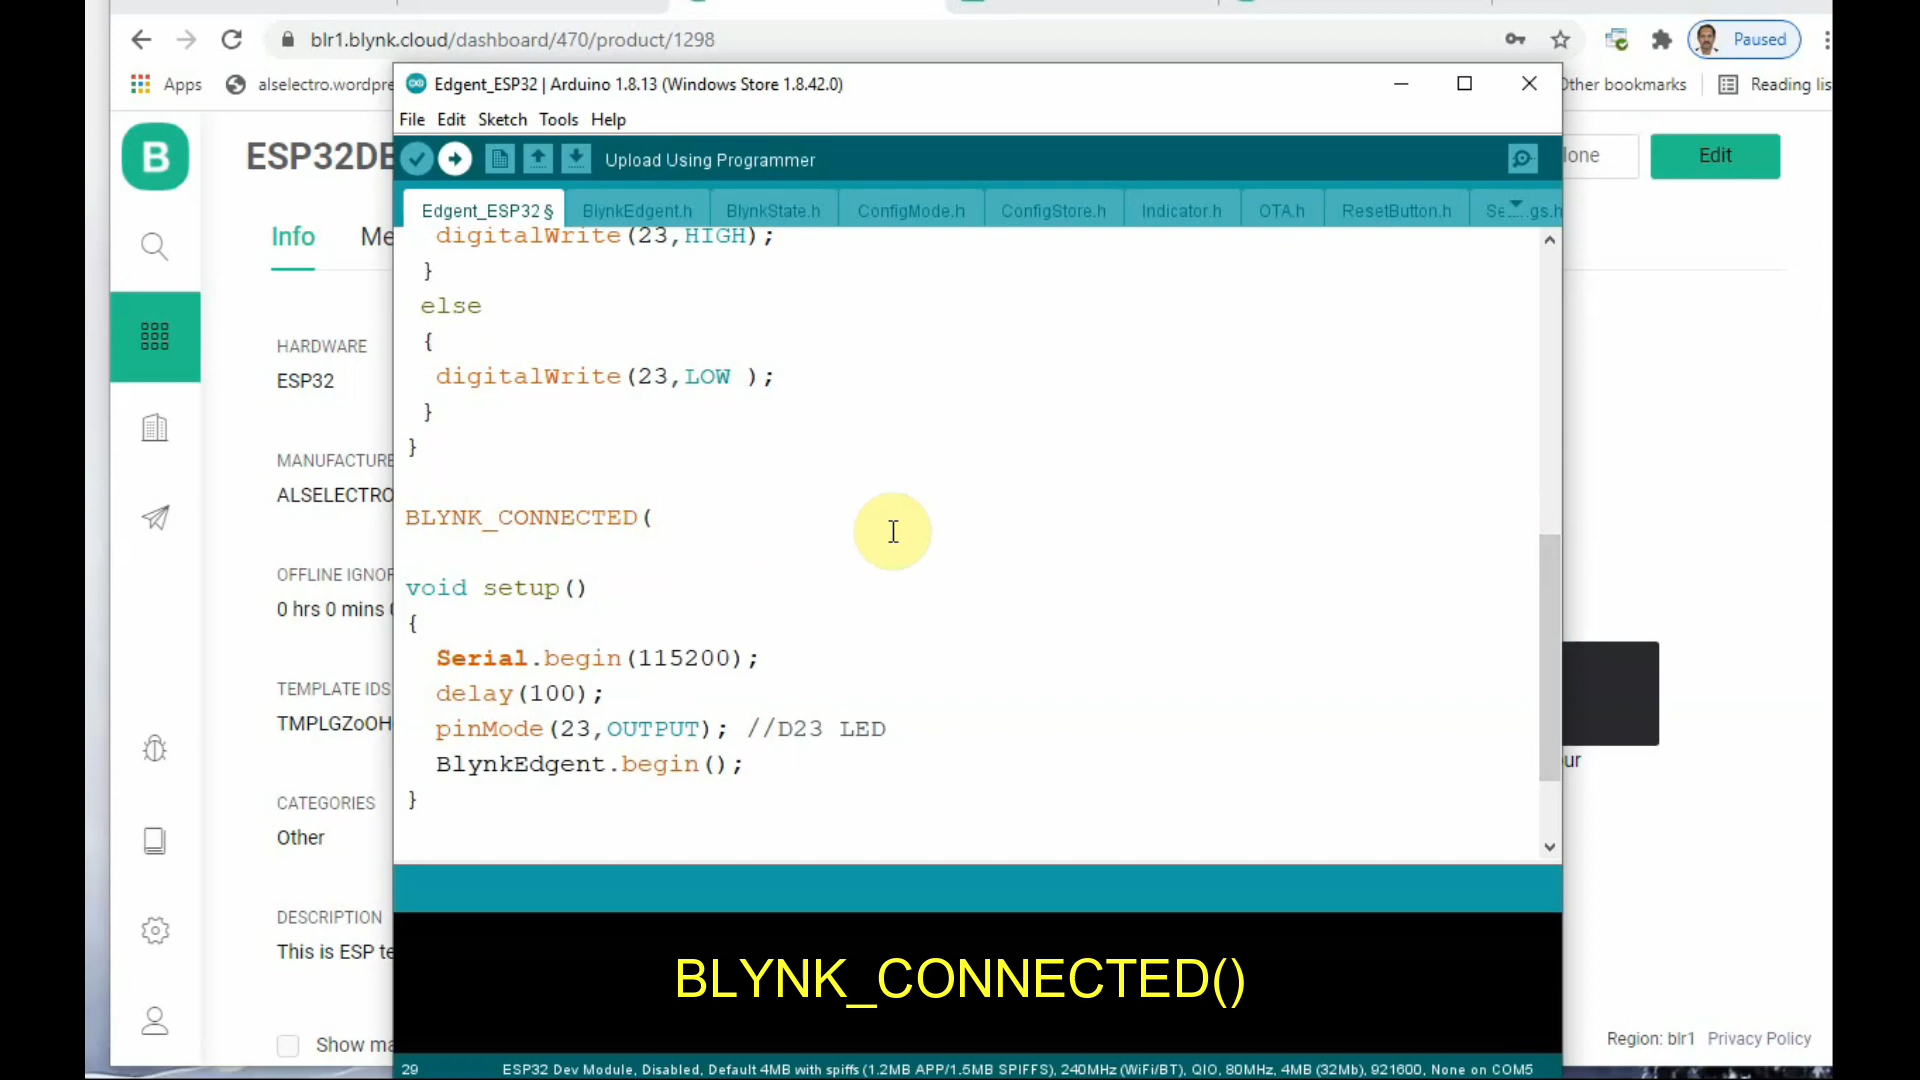 blr1.blynk.cloud/dashboard/470/product/1298
Paused
Apps
alselectro.wordpre
Other bookmarks
Reading lis
Edgent_ESP32 | Arduino 1.8.13 (Windows Store 1.8.42.0)
File Edit Sketch Tools Help
B
ESP32DE
Upload Using Programmer
lone
Edit
Edgent_ESP32 §
BlynkEdgent.h
BlynkState.h
ConfigMode.h
ConfigStore.h
Indicator.h
OTA.h
ResetButton.h
Se
gs.h
Info
Me
HARDWARE
ESP32
MANUFACTURE
ALSELECTRO
OFFLINE IGNOR
0 hrs 0 mins 0
TEMPLATE IDS
TMPLGZoOH
CATEGORIES
Other
DESCRIPTION
This is ESP te
Show ma
digitalWrite(23,HIGH);
}
else
{
digitalWrite(23,LOW );
}
}
BLYNK_CONNECTED(
void setup()
{
Serial.begin(115200);
delay(100);
pinMode(23,OUTPUT); //D23 LED
BlynkEdgent.begin();
}
ur
BLYNK_CONNECTED()
Region: blr1 Privacy Policy
29
ESP32 Dev Module, Disabled, Default 4MB with spiffs (1.2MB APP/1.5MB SPIFFS), 240MHz (WiFi/BT), QIO, 80MHz, 4MB (32Mb), 921600, None on COM5